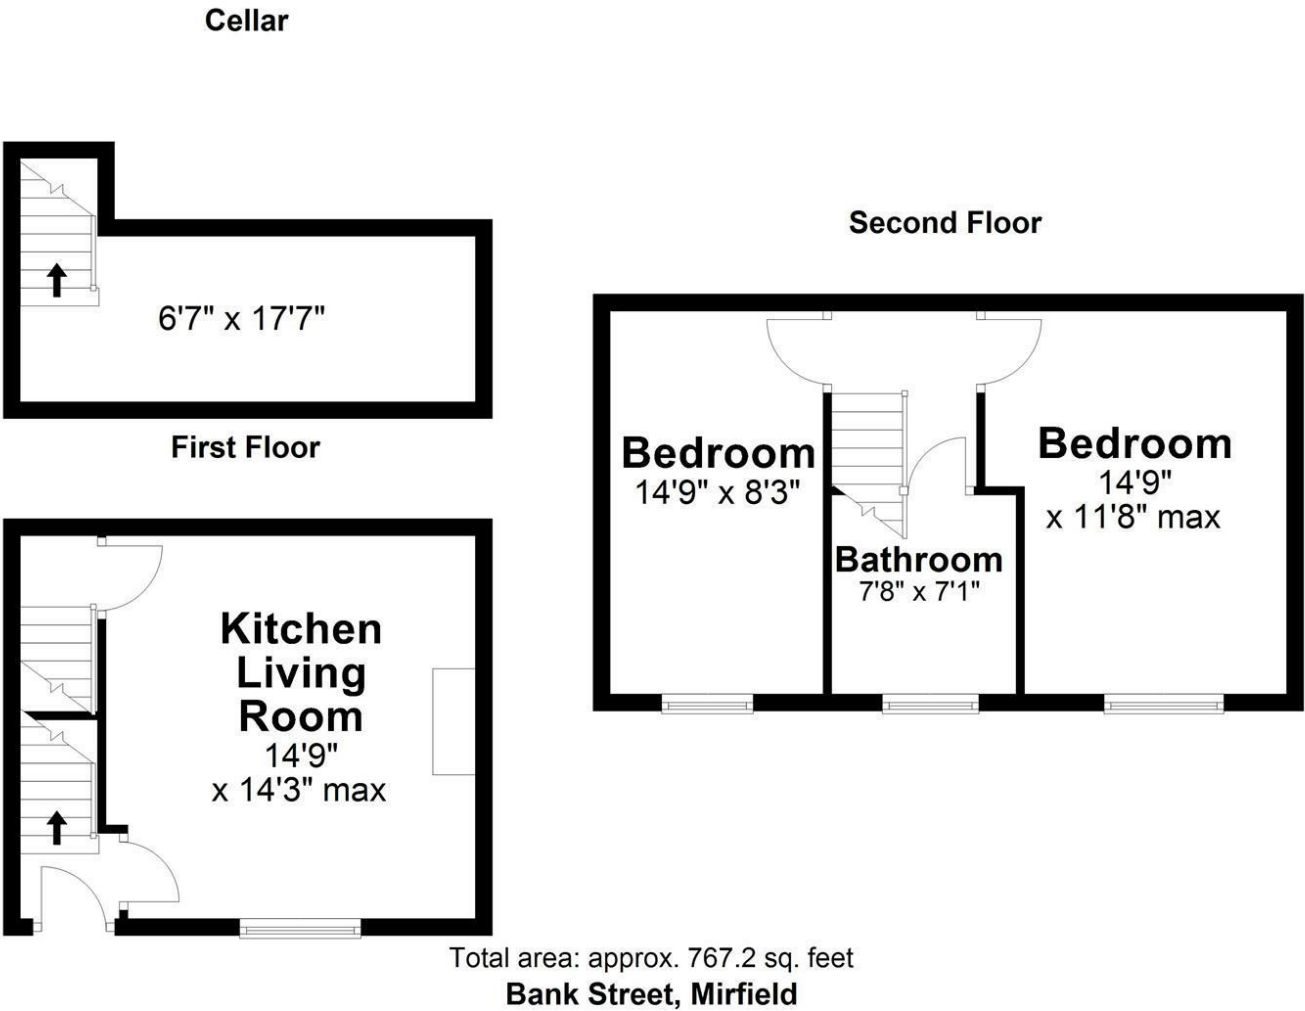 Cellar
6'7" x 17'7"
First Floor
Kitchen
Living
Room
14'9"
x 14'3" max
Second Floor
Bedroom
14'9" x 8'3"
Bathroom
7'8" x 7'1"
Bedroom
14'9"
x 11'8" max
Total area: approx. 767.2 sq. feet
Bank Street, Mirfield